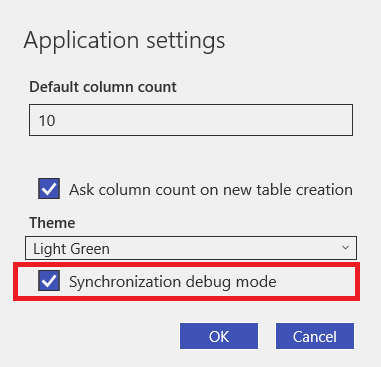 Application settings
Default column count
10
Ask column count on new table creation
Theme
Light Green
Synchronization debug mode
OK Cancel